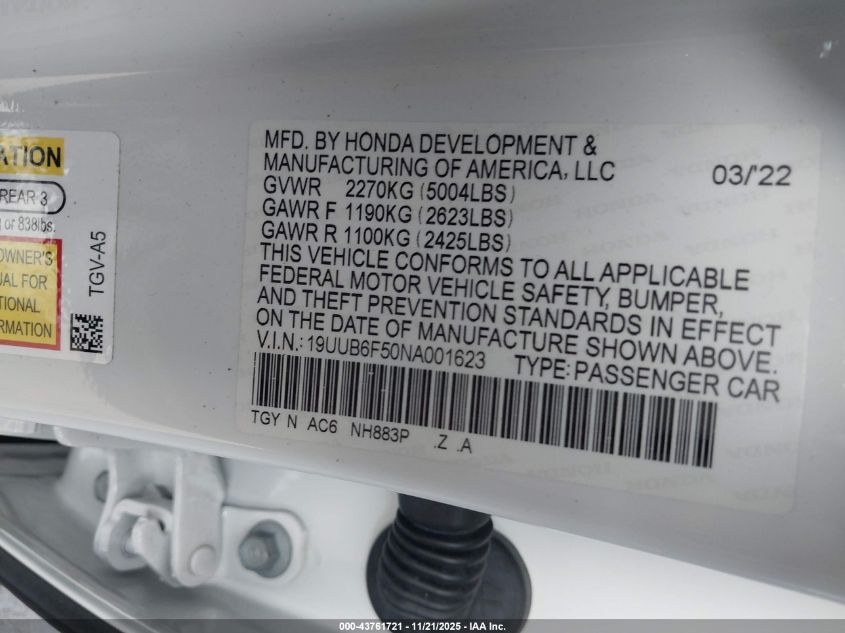 ATION
REAR 3
g or 838lbs.
OWNER'S
UAL FOR
TIONAL
ORMATION
TGV-A5
MFD. BY HONDA DEVELOPMENT &
MANUFACTURING OF AMERICA, LLC 03/'22
GVWR 2270KG (5004LBS)
GAWR F 1190KG (2623LBS)
GAWR R 1100KG (2425LBS)
THIS VEHICLE CONFORMS TO ALL APPLICABLE
FEDERAL MOTOR VEHICLE SAFETY, BUMPER,
AND THEFT PREVENTION STANDARDS IN EFFECT
ON THE DATE OF MANUFACTURE SHOWN ABOVE.
V.I.N.: 19UUB6F50NA001623 TYPE: PASSENGER CAR
TGY N AC6 NH883P .Z .A
000-43761721 - 11/21/2025 - IAA Inc.